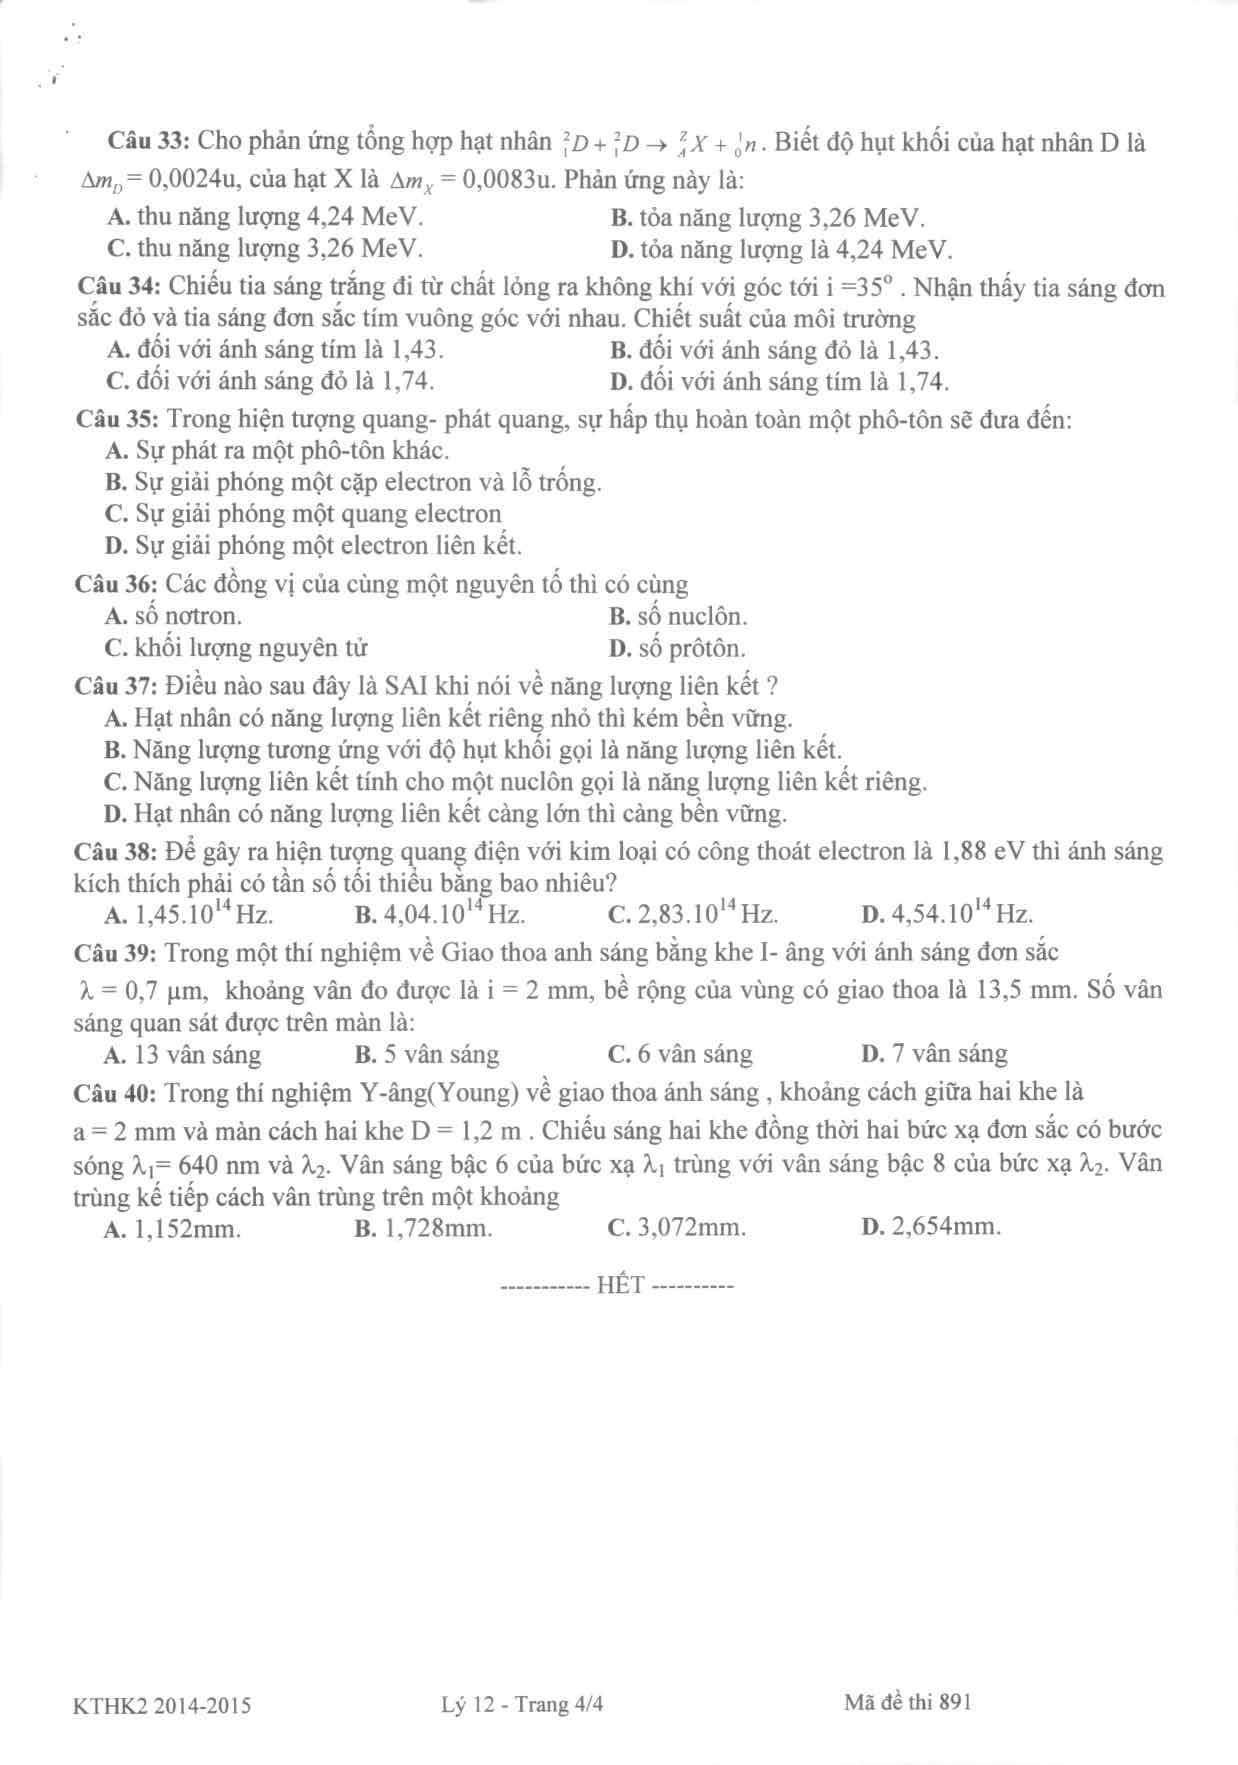 Câu 33: Cho phản ứng tổng hợp hạt nhân ²₁D + ²₁D → ᶻ_A X + ¹₀n . Biết độ hụt khối của hạt nhân D là
Δm_D = 0,0024u, của hạt X là Δm_X = 0,0083u. Phản ứng này là:
A. thu năng lượng 4,24 MeV. B. tỏa năng lượng 3,26 MeV.
C. thu năng lượng 3,26 MeV. D. tỏa năng lượng là 4,24 MeV.
Câu 34: Chiếu tia sáng trắng đi từ chất lỏng ra không khí với góc tới i =35° . Nhận thấy tia sáng đơn
sắc đỏ và tia sáng đơn sắc tím vuông góc với nhau. Chiết suất của môi trường
A. đối với ánh sáng tím là 1,43. B. đối với ánh sáng đỏ là 1,43.
C. đối với ánh sáng đỏ là 1,74. D. đối với ánh sáng tím là 1,74.
Câu 35: Trong hiện tượng quang- phát quang, sự hấp thụ hoàn toàn một phô-tôn sẽ đưa đến:
A. Sự phát ra một phô-tôn khác.
B. Sự giải phóng một cặp electron và lỗ trống.
C. Sự giải phóng một quang electron
D. Sự giải phóng một electron liên kết.
Câu 36: Các đồng vị của cùng một nguyên tố thì có cùng
A. số nơtron. B. số nuclôn.
C. khối lượng nguyên tử D. số prôtôn.
Câu 37: Điều nào sau đây là SAI khi nói về năng lượng liên kết ?
A. Hạt nhân có năng lượng liên kết riêng nhỏ thì kém bền vững.
B. Năng lượng tương ứng với độ hụt khối gọi là năng lượng liên kết.
C. Năng lượng liên kết tính cho một nuclôn gọi là năng lượng liên kết riêng.
D. Hạt nhân có năng lượng liên kết càng lớn thì càng bền vững.
Câu 38: Để gây ra hiện tượng quang điện với kim loại có công thoát electron là 1,88 eV thì ánh sáng
kích thích phải có tần số tối thiểu bằng bao nhiêu?
A. 1,45.10¹⁴ Hz. B. 4,04.10¹⁴ Hz. C. 2,83.10¹⁴ Hz. D. 4,54.10¹⁴ Hz.
Câu 39: Trong một thí nghiệm về Giao thoa anh sáng bằng khe I- âng với ánh sáng đơn sắc
λ = 0,7 μm, khoảng vân đo được là i = 2 mm, bề rộng của vùng có giao thoa là 13,5 mm. Số vân
sáng quan sát được trên màn là:
A. 13 vân sáng B. 5 vân sáng C. 6 vân sáng D. 7 vân sáng
Câu 40: Trong thí nghiệm Y-âng(Young) về giao thoa ánh sáng , khoảng cách giữa hai khe là
a = 2 mm và màn cách hai khe D = 1,2 m . Chiếu sáng hai khe đồng thời hai bức xạ đơn sắc có bước
sóng λ₁= 640 nm và λ₂. Vân sáng bậc 6 của bức xạ λ₁ trùng với vân sáng bậc 8 của bức xạ λ₂. Vân
trùng kế tiếp cách vân trùng trên một khoảng
A. 1,152mm. B. 1,728mm. C. 3,072mm. D. 2,654mm.
----------- HẾT ----------
KTHK2 2014-2015 Lý 12 - Trang 4/4 Mã đề thi 891